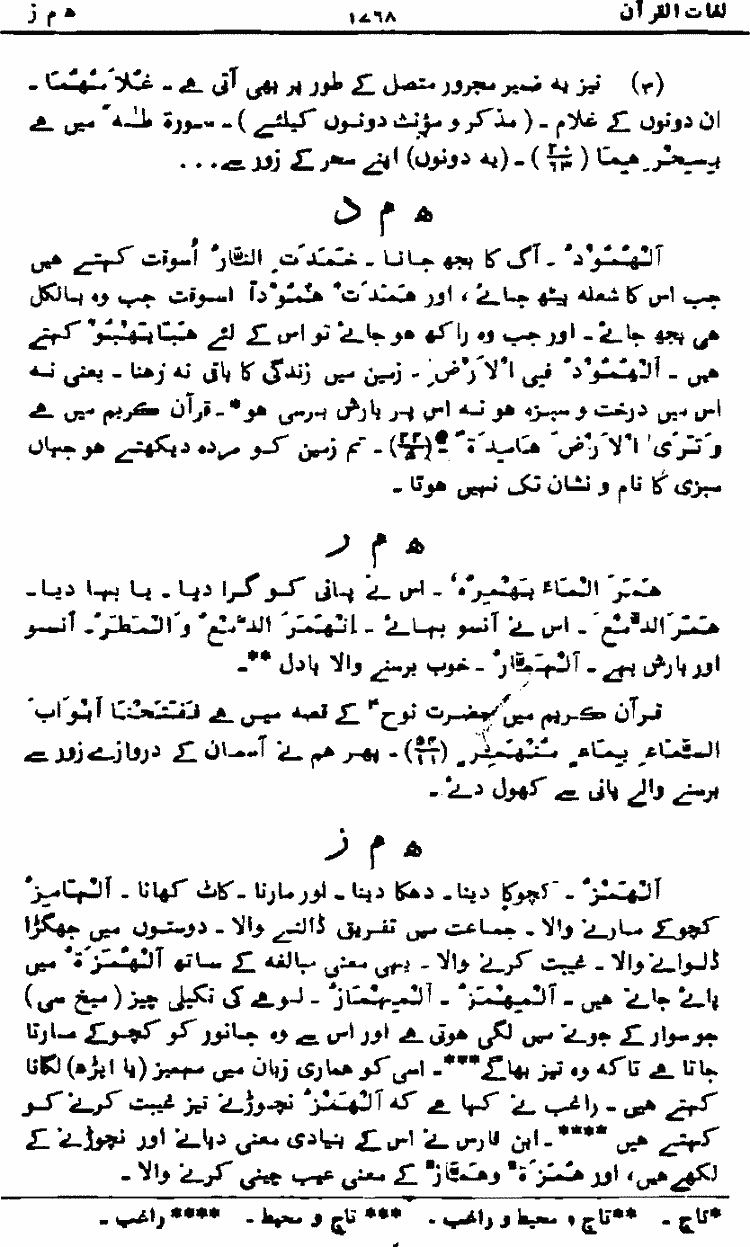 لغات القرآن ۱۷۶۸ ھ م ز
(۳) نیز یہ ضمیر مجرور متصل کے طور پر بھی آتی ہے۔ غُلَامُھُمَا۔
ان دونوں کے غلام۔ (مذکر و مؤنث دونوں کیلئے)۔ سورۃ طٰہٰ میں ہے
بِسِحْرِھِمَا (۲۰/۶۳)۔ (یہ دونوں) اپنے سحر کے زور سے...
ھ م د
اَلْھُمُوْدُ۔ آگ کا بجھ جانا۔ خَمَدَتِ النَّارُ اُسوقت کہتے ہیں
جب اس کا شعلہ بیٹھ جائے، اور ھَمَدَتْ ھُمُوْداً اسوقت جب وہ بالکل
ھی بجھ جائے۔ اور جب وہ راکھ ہو جائے تو اس کے لئے ھَبَا یَھْبُوْ کہتے
ہیں۔ اَلْھُمُوْدُ فِی الْاَرْضِ۔ زمین میں زندگی کا باقی نہ رہنا۔ یعنی نہ
اس میں درخت و سبزہ ہو نہ اس پر بارش برسی ہو*۔ قرآن کریم میں ہے
وَتَرَی الْاَرْضَ ھَامِدَۃً (۲۲/۵)۔ تم زمین کو مردہ دیکھتے ہو جہاں
سبزی کا نام و نشان تک نہیں ہوتا۔
ھ م ر
ھَمَرَ الْمَاءَ یَھْمِرُہٗ۔ اس نے پانی کو گرا دیا۔ یا بہا دیا۔
ھَمَرَ الدَّمْعَ۔ اس نے آنسو بہائے۔ اِنْھَمَرَ الدَّمْعُ وَالْمَطَرُ۔ آنسو
اور بارش بہے۔ اَلْھَمَّارُ۔ خوب برسنے والا بادل**۔
قرآن کریم میں حضرت نوح؊ کے قصہ میں ہے فَفَتَحْنَا اَبْوَابَ
السَّمَاءِ بِمَاءٍ مُّنْھَمِرٍ (۵۴/۱۱)۔ پھر ہم نے آسمان کے دروازے زور سے
برسنے والے پانی سے کھول دئے۔
ھ م ز
اَلْھَمْزُ۔ کچوکا دینا۔ دھکا دینا۔ اور مارنا۔ کاٹ کھانا۔ اَلْھَامِزُ
کچوکے مارنے والا۔ جماعت میں تفریق ڈالنے والا۔ دوستوں میں جھگڑا
ڈلوانے والا۔ غیبت کرنے والا۔ یہی معنی مبالغہ کے ساتھ اَلْھُمَزَۃُ میں
پائے جاتے ہیں۔ اَلْمِھْمَزُ۔ اَلْمِھْمَازُ۔ لوہے کی نکیلی چیز (میخ سی)
جو سوار کے جوتے میں لگی ہوتی ہے اور اس سے وہ جانور کو کچوکے مارتا
جاتا ہے تاکہ وہ تیز بھاگے***۔ اسی کو ہماری زبان میں مہمیز (یا ایڑھ) لگانا
کہتے ہیں۔ راغب نے کہا ہے کہ اَلْھَمْزُ نچوڑنے نیز غیبت کرنے کو
کہتے ہیں****۔ ابن فارس نے اس کے بنیادی معنی دبانے اور نچوڑنے کے
لکھے ہیں، اور ھُمَزَۃٌ وھَمَّازٌ کے معنی عیب چینی کرنے والا۔
*تاج۔ **تاج و محیط و راغب۔ ***تاج و محیط۔ ****راغب۔